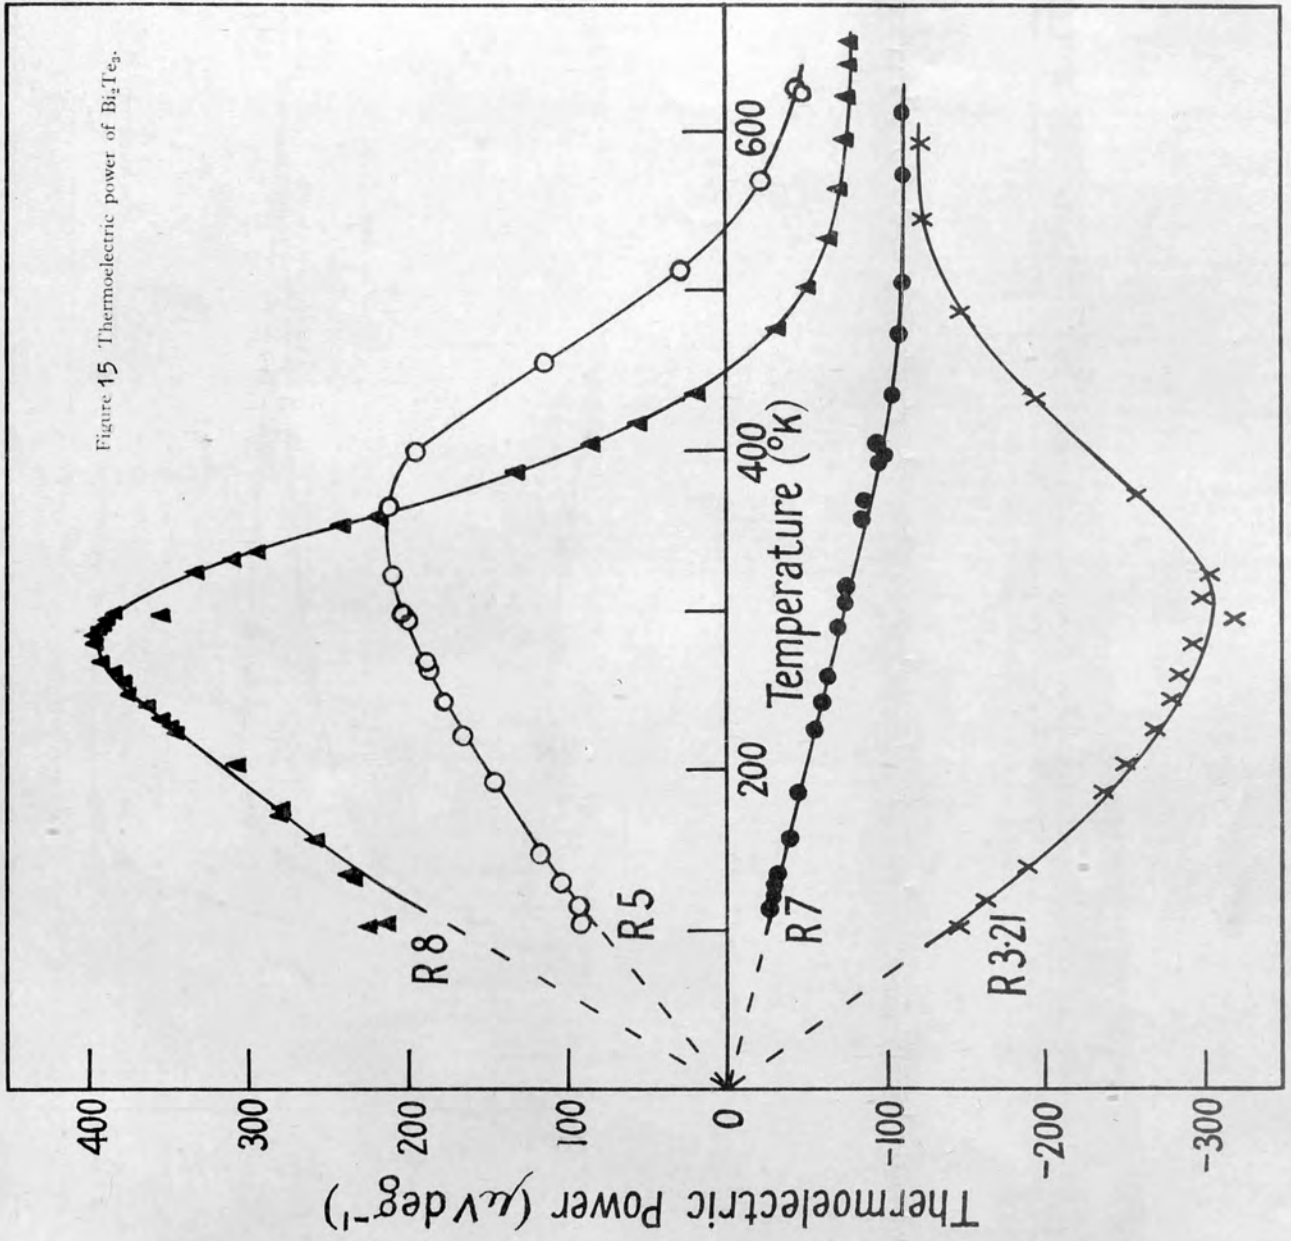 Figure 15 Thermoelectric power of Bi₂Te₃.
Thermoelectric Power (μV deg⁻¹)
400
300
200
100
0
-100
-200
-300
200
400
600
Temperature (°K)
R 8
R 5
R 7
R 3·21